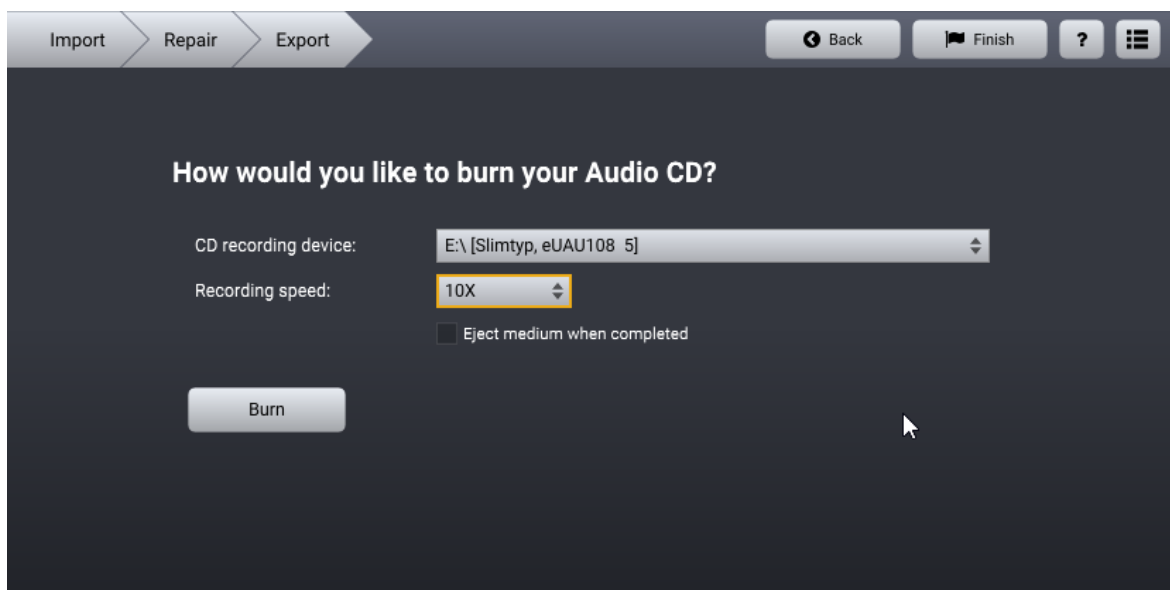 Import Repair Export Back Finish ?
How would you like to burn your Audio CD?
CD recording device: E:\ [Slimtyp, eUAU108  5]
Recording speed: 10X
Eject medium when completed
Burn